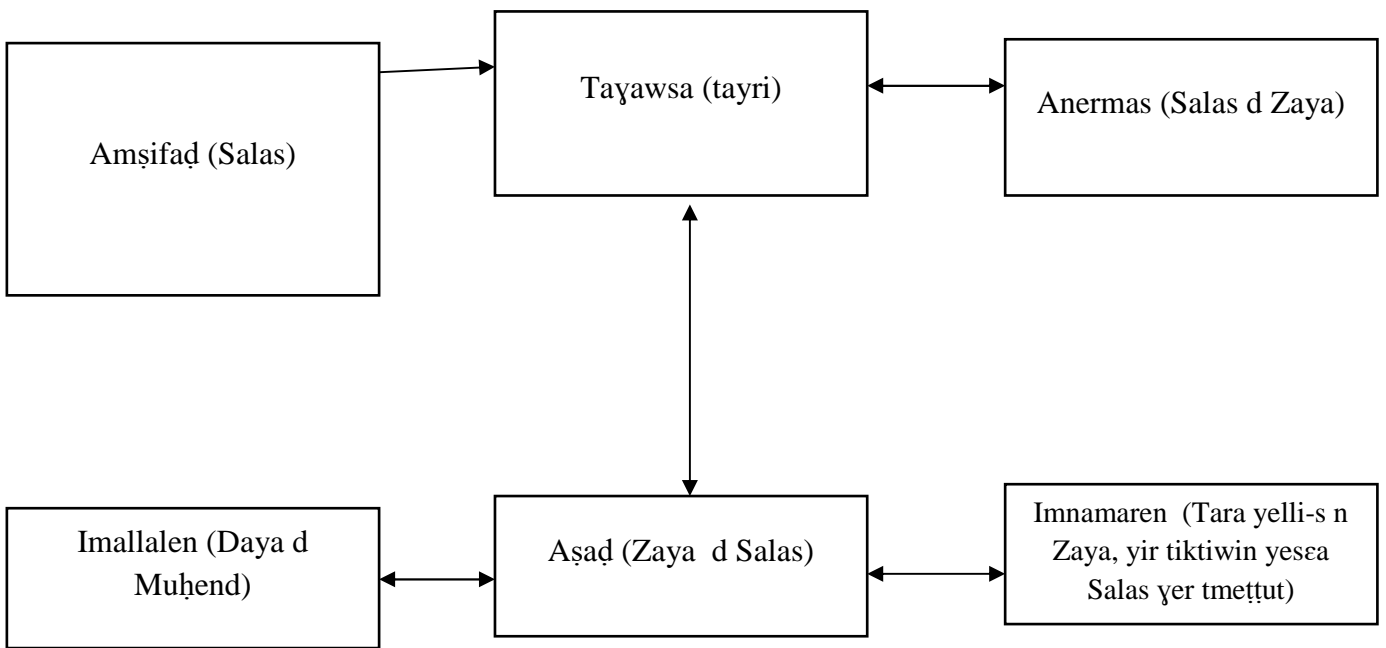 Amṣifaḍ (Salas)
Taɣawsa (tayri)
Anermas (Salas d Zaya)
Imallalen (Daya d
Muḥend)
Aṣaḍ (Zaya d Salas)
Imnamaren (Tara yelli-s n
Zaya, yir tiktiwin yesɛa
Salas ɣer tmeṭṭut)